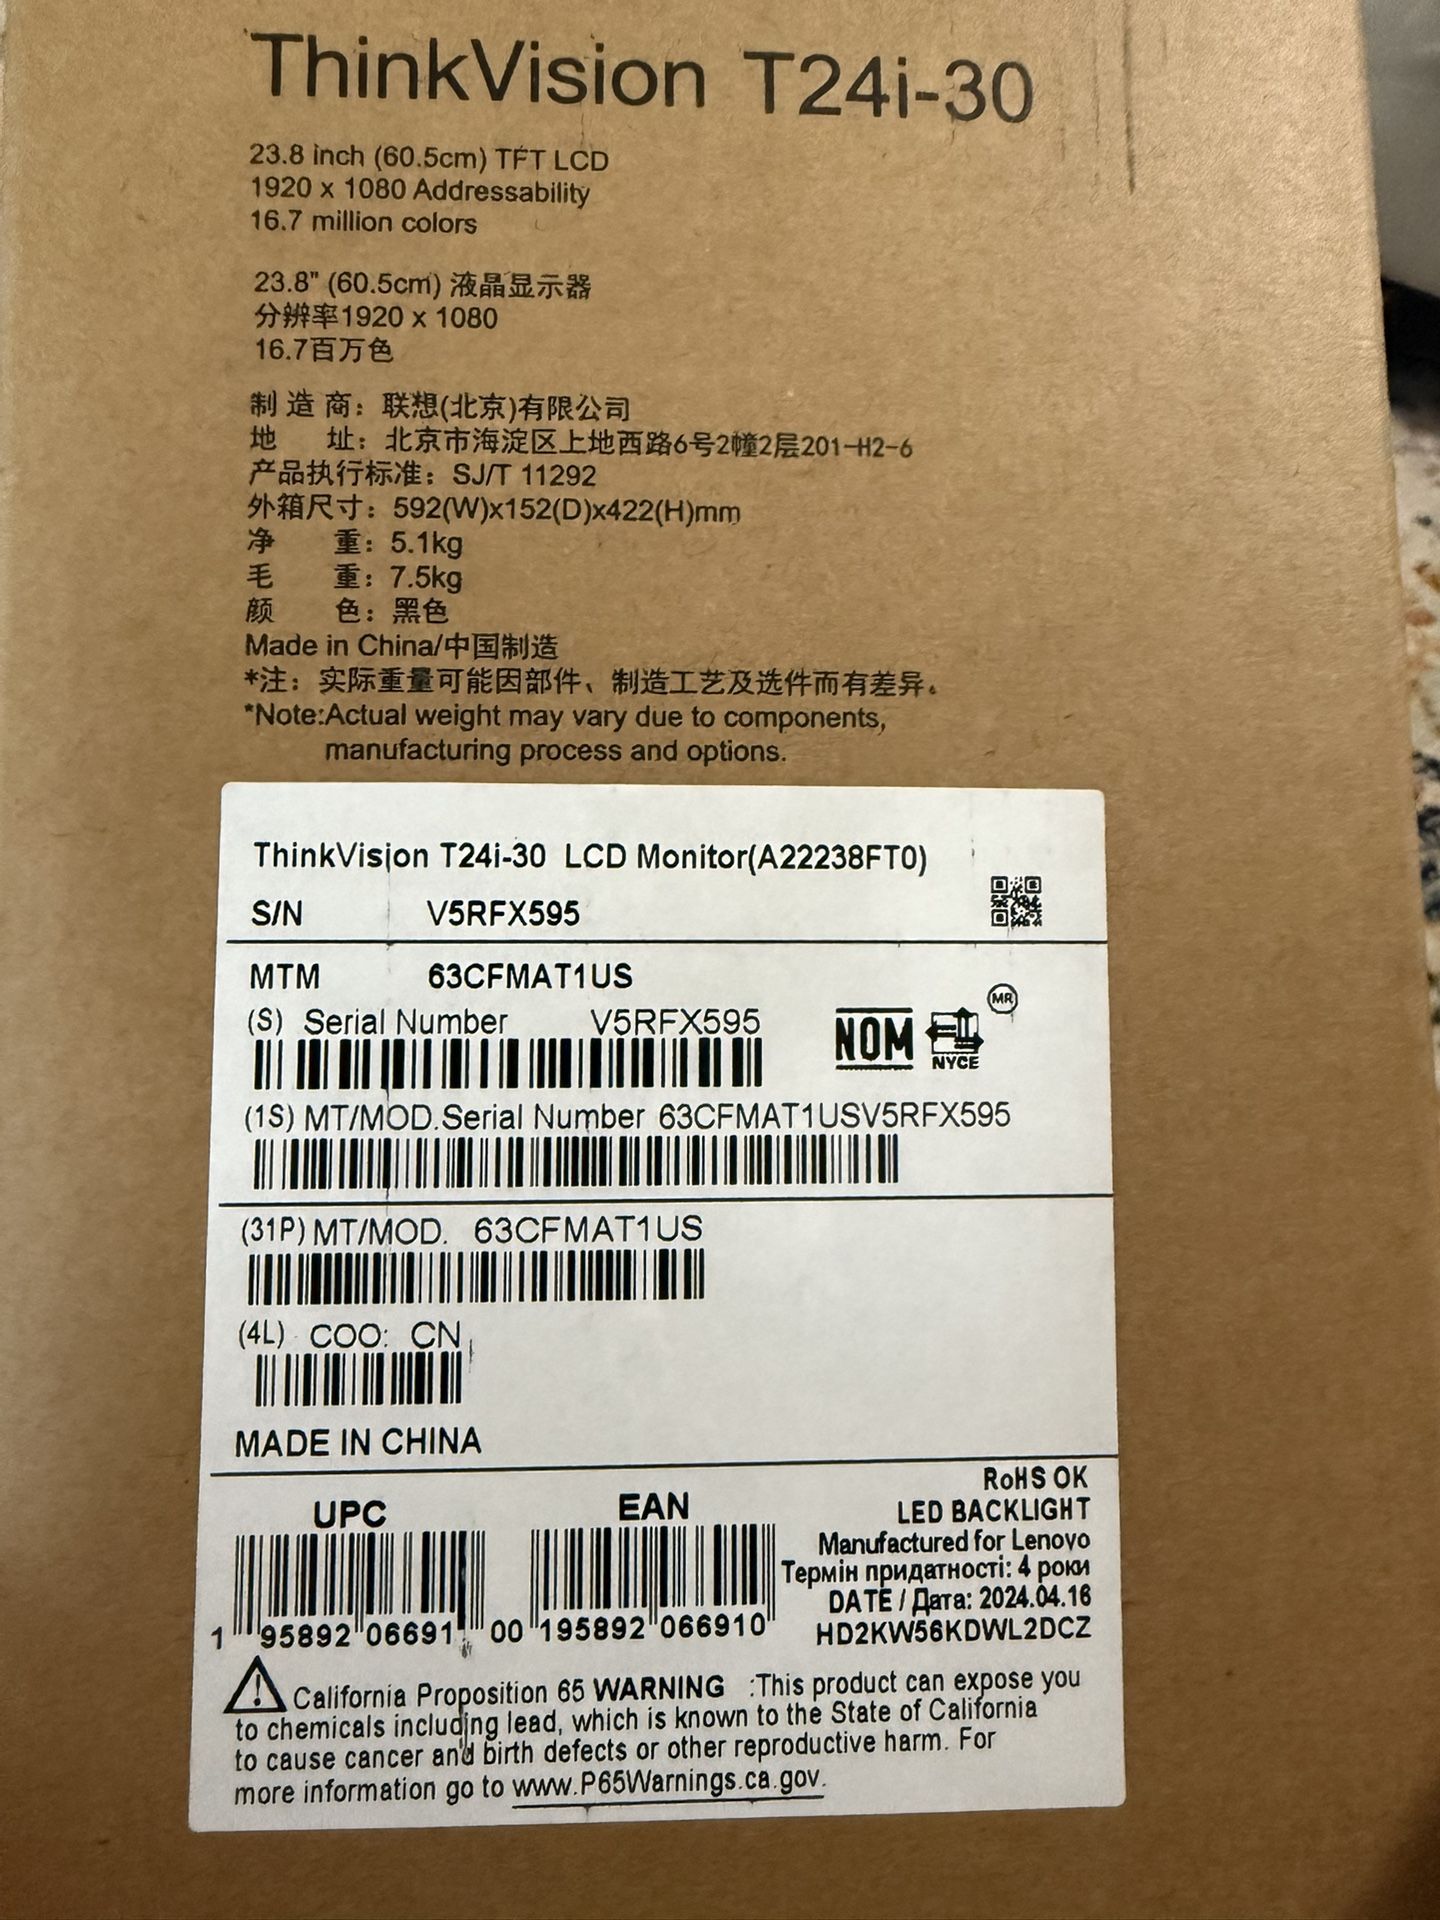 ThinkVision T24i-30
23.8 inch (60.5cm) TFT LCD
1920 x 1080 Addressability
16.7 million colors
23.8" (60.5cm) 液晶显示器
分辨率1920 x 1080
16.7百万色
制 造 商：联想(北京)有限公司
地 址：北京市海淀区上地西路6号2幢2层201-H2-6
产品执行标准：SJ/T 11292
外箱尺寸：592(W)x152(D)x422(H)mm
净 重：5.1kg
毛 重：7.5kg
颜 色：黑色
Made in China/中国制造
*注：实际重量可能因部件、制造工艺及选件而有差异。
*Note:Actual weight may vary due to components,
manufacturing process and options.
ThinkVision T24i-30 LCD Monitor(A22238FT0)
S/N V5RFX595
MTM 63CFMAT1US
(S) Serial Number V5RFX595
NOM NYCE MR
(1S) MT/MOD.Serial Number 63CFMAT1USV5RFX595
(31P) MT/MOD. 63CFMAT1US
(4L) COO: CN
MADE IN CHINA
UPC EAN
1 95892 06691 00 195892 066910
RoHS OK
LED BACKLIGHT
Manufactured for Lenovo
Термін придатності: 4 роки
DATE / Дата: 2024.04.16
HD2KW56KDWL2DCZ
California Proposition 65 WARNING :This product can expose you
to chemicals including lead, which is known to the State of California
to cause cancer and birth defects or other reproductive harm. For
more information go to www.P65Warnings.ca.gov.